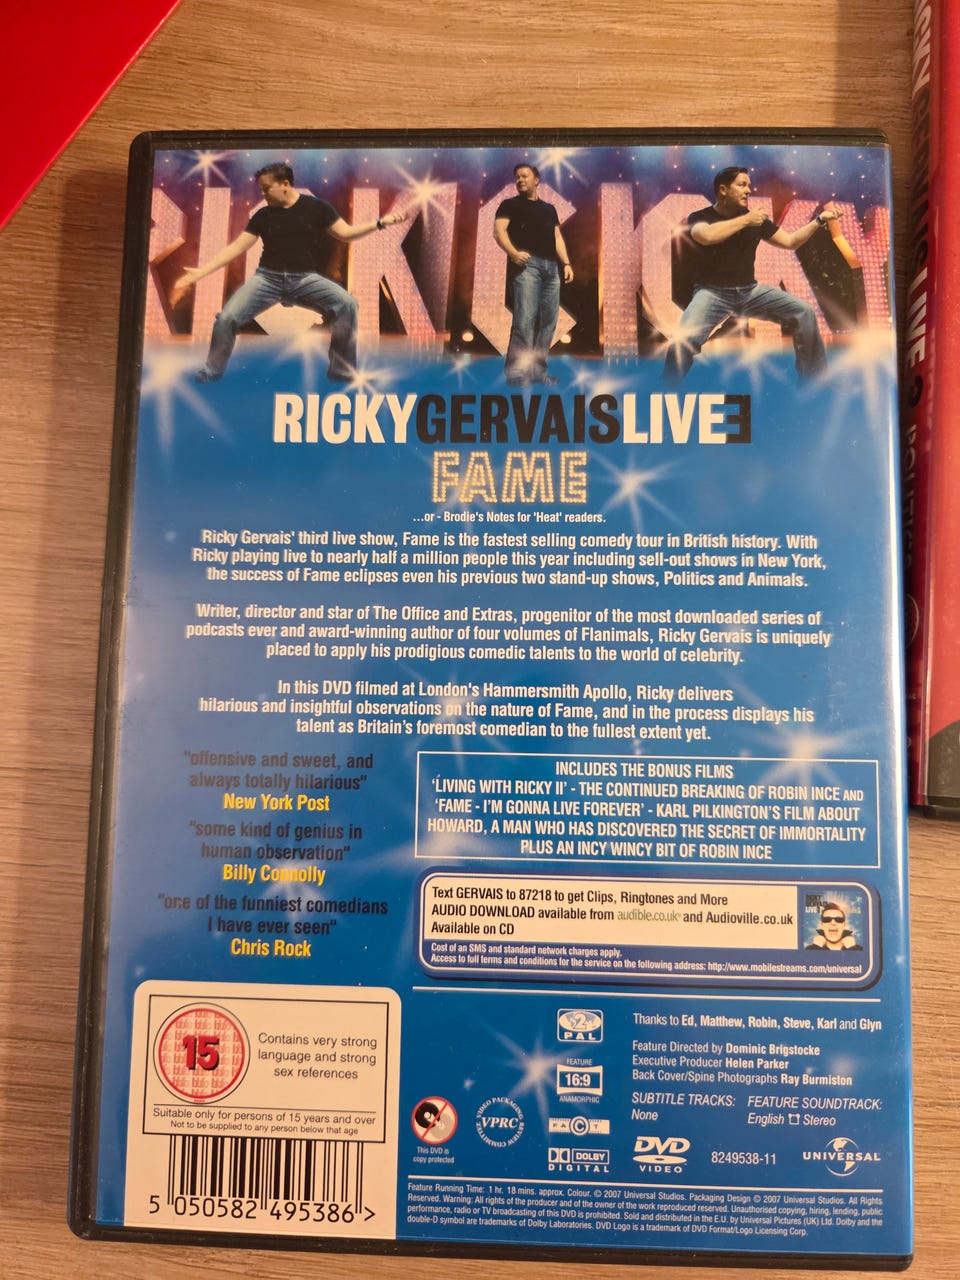 RICKY
RICKY
RICKYGERVAISLIVE3
FAME
...or - Brodie's Notes for 'Heat' readers.
Ricky Gervais' third live show, Fame is the fastest selling comedy tour in British history. With
Ricky playing live to nearly half a million people this year including sell-out shows in New York,
the success of Fame eclipses even his previous two stand-up shows, Politics and Animals.
Writer, director and star of The Office and Extras, progenitor of the most downloaded series of
podcasts ever and award-winning author of four volumes of Flanimals, Ricky Gervais is uniquely
placed to apply his prodigious comedic talents to the world of celebrity.
In this DVD filmed at London's Hammersmith Apollo, Ricky delivers
hilarious and insightful observations on the nature of Fame, and in the process displays his
talent as Britain's foremost comedian to the fullest extent yet.
"offensive and sweet, and
always totally hilarious"
New York Post
"some kind of genius in
human observation"
Billy Connolly
"one of the funniest comedians
I have ever seen"
Chris Rock
INCLUDES THE BONUS FILMS
'LIVING WITH RICKY II' - THE CONTINUED BREAKING OF ROBIN INCE AND
'FAME - I'M GONNA LIVE FOREVER' - KARL PILKINGTON'S FILM ABOUT
HOWARD, A MAN WHO HAS DISCOVERED THE SECRET OF IMMORTALITY
PLUS AN INCY WINCY BIT OF ROBIN INCE
Text GERVAIS to 87218 to get Clips, Ringtones and More
AUDIO DOWNLOAD available from audible.co.uk® and Audioville.co.uk
Available on CD
Cost of an SMS and standard network charges apply.
Access to full terms and conditions for the service on the following address: http://www.mobilestreams.com/universal
15
Contains very strong
language and strong
sex references
Suitable only for persons of 15 years and over
Not to be supplied to any person below that age
5 050582 495386 >
2
PAL
FEATURE
16:9
ANAMORPHIC
This DVD is
copy protected
VIDEO PACKAGING REVIEW COMMITTEE
VPRC
PACT
DOLBY
DIGITAL
Thanks to Ed, Matthew, Robin, Steve, Karl and Glyn
Feature Directed by Dominic Brigstocke
Executive Producer Helen Parker
Back Cover/Spine Photographs Ray Burmiston
SUBTITLE TRACKS:
None
FEATURE SOUNDTRACK:
English Stereo
DVD
VIDEO
8249538-11
UNIVERSAL
Feature Running Time: 1 hr. 18 mins. approx. Colour. © 2007 Universal Studios. Packaging Design © 2007 Universal Studios. All Rights
Reserved. Warning: All rights of the producer and of the owner of the work reproduced reserved. Unauthorised copying, hiring, lending, public
performance, radio or TV broadcasting of this DVD is prohibited. Sold and distributed in the E.U. by Universal Pictures (UK) Ltd. Dolby and the
double-D symbol are trademarks of Dolby Laboratories. DVD Logo is a trademark of DVD Format/Logo Licensing Corp.
LIVE 2